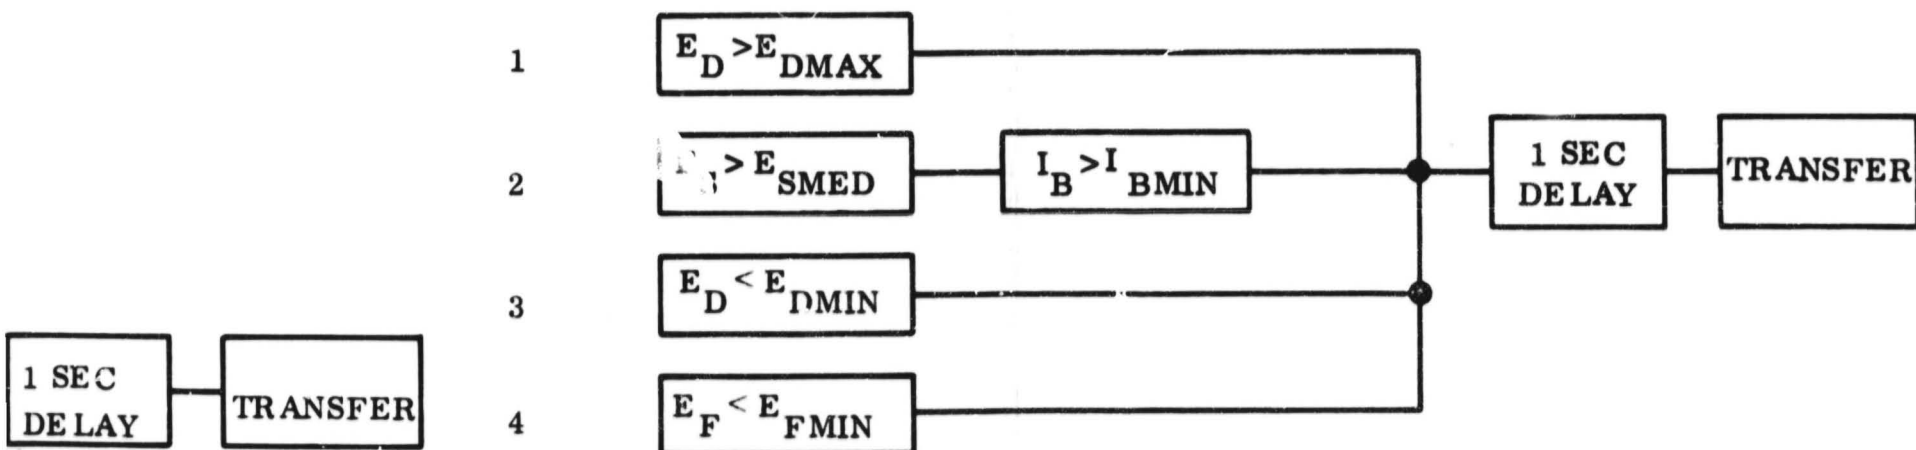 1
E_D > E_DMAX
2
> E_SMED
I_B > I_BMIN
1 SEC
DELAY
TRANSFER
3
E_D < E_DMIN
1 SEC
DELAY
TRANSFER
4
E_F < E_FMIN